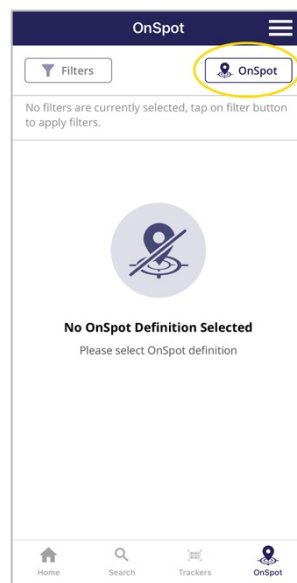 OnSpot
Filters
OnSpot
No filters are currently selected, tap on filter button
to apply filters.
No OnSpot Definition Selected
Please select OnSpot definition
Home
Search
Trackers
OnSpot